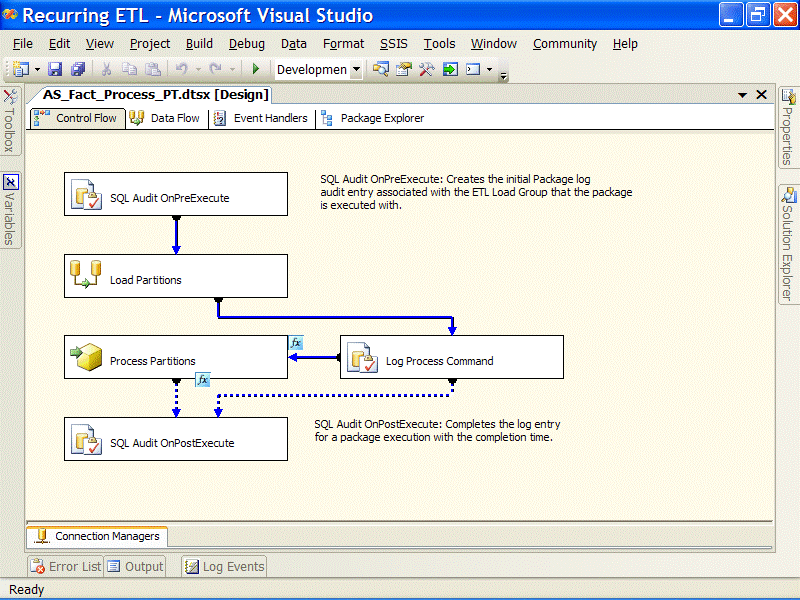 Recurring ETL - Microsoft Visual Studio
File Edit View Project Build Debug Data Format SSIS Tools Window Community Help
Developmen
AS_Fact_Process_PT.dtsx [Design]
Control Flow Data Flow Event Handlers Package Explorer
Toolbox
Variables
Properties
Solution Explorer
SQL Audit OnPreExecute
SQL Audit OnPreExecute: Creates the initial Package log
audit entry associated with the ETL Load Group that the package
is executed with.
Load Partitions
fx
Process Partitions
Log Process Command
fx
SQL Audit OnPostExecute
SQL Audit OnPostExecute: Completes the log entry
for a package execution with the completion time.
Connection Managers
Error List Output Log Events
Ready